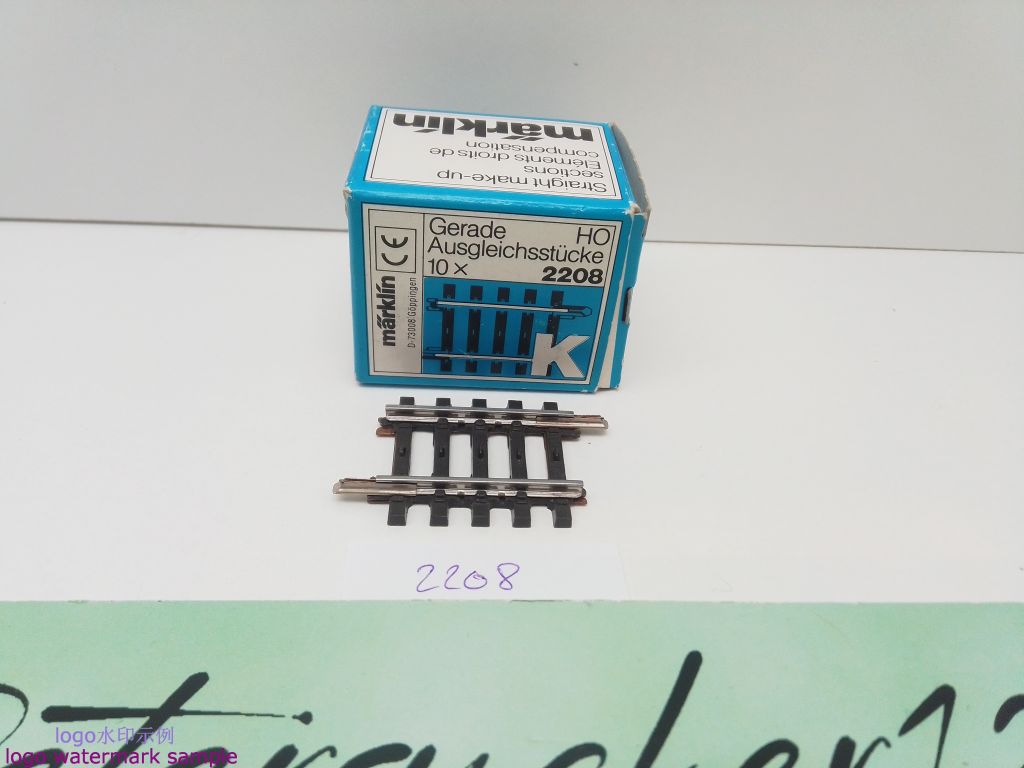 märklin
Straight make-up
sections
Eléments droits de
compensation
Gerade
Ausgleichsstücke
10 x
HO
2208
CE
märklin
D-73008 Göppingen
K
2208
logo水印示例
logo watermark sample